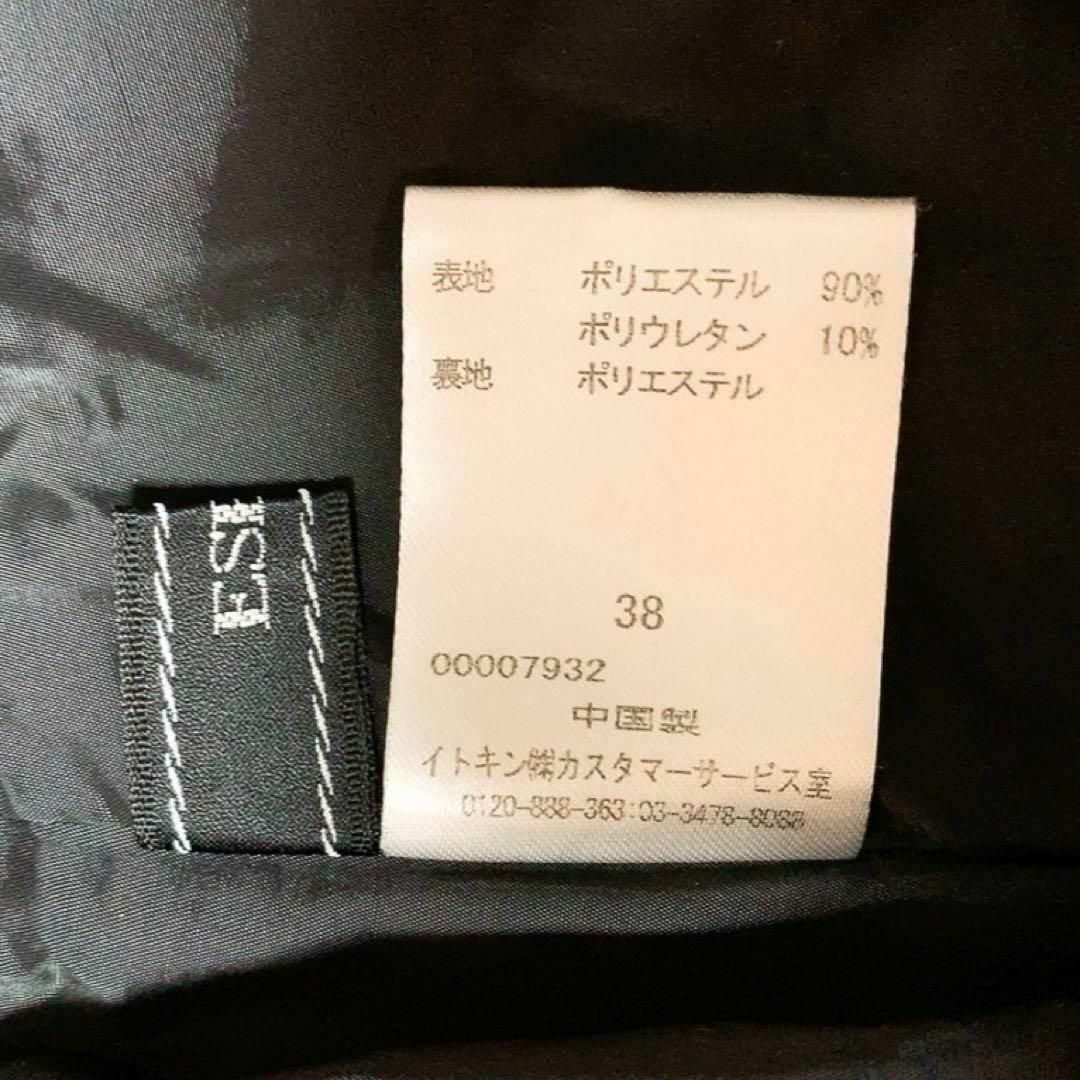 表地 ポリエステル 90%
ポリウレタン 10%
裏地 ポリエステル
38
00007932
中国製
イトキン㈱カスタマーサービス室
0120-888-363:03-3478-8088